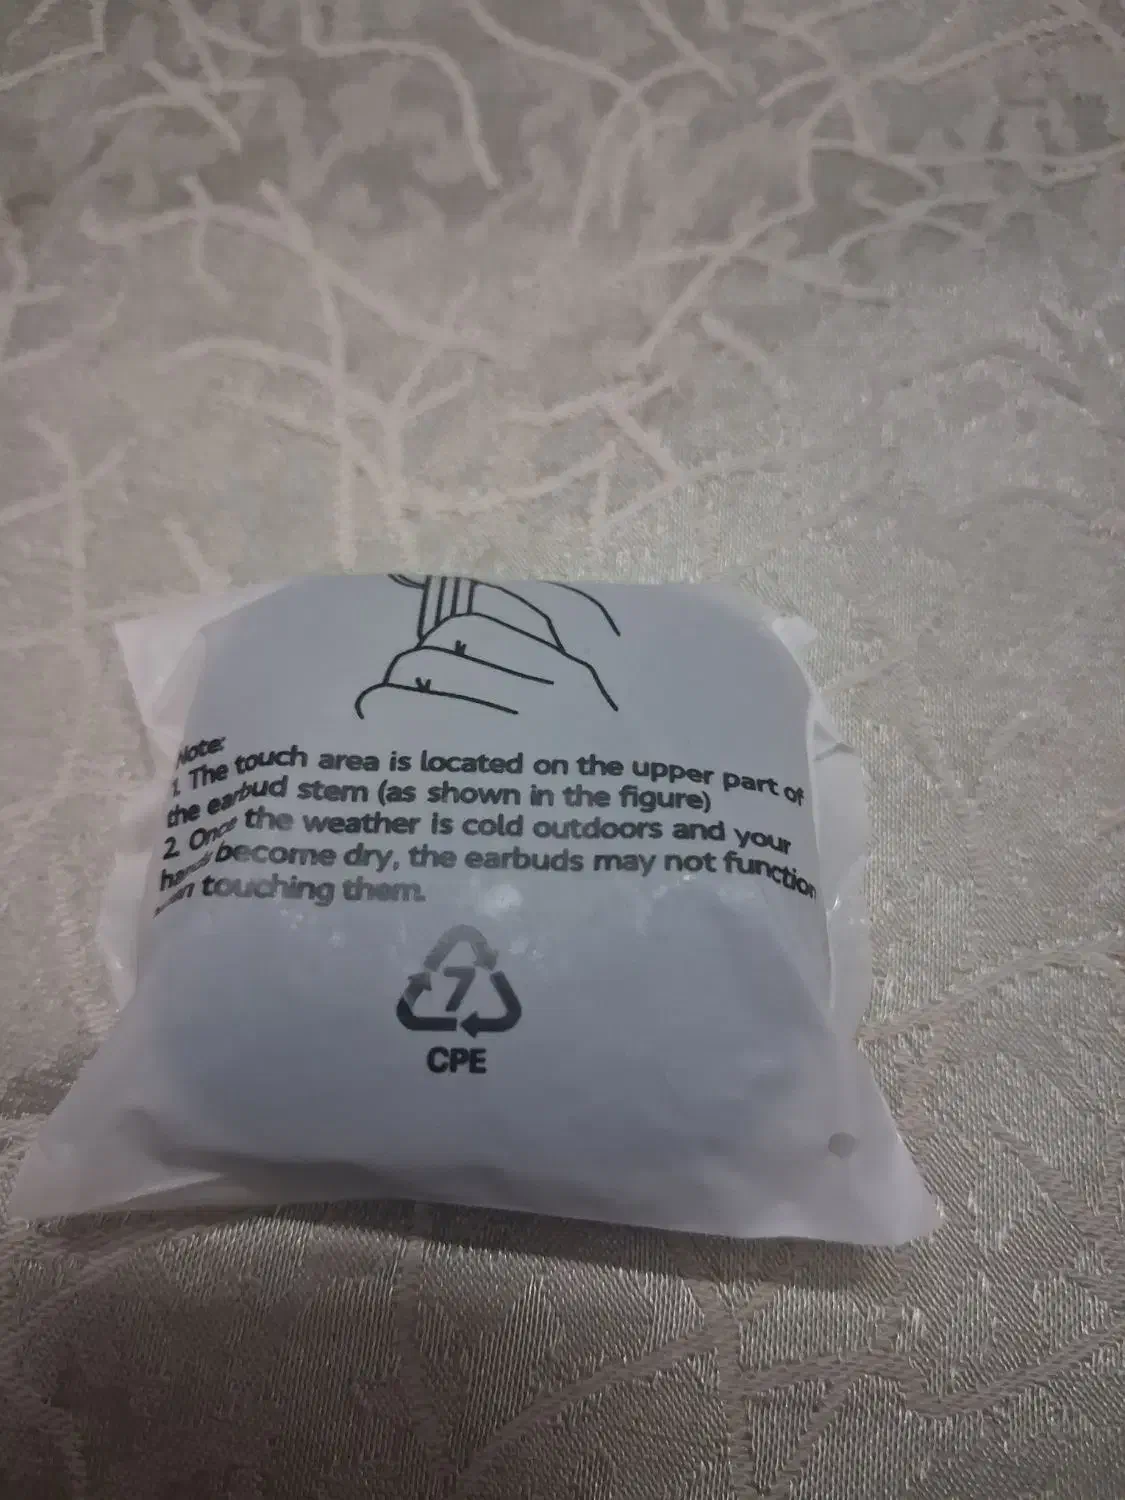 Note:
1. The touch area is located on the upper part of
the earbud stem (as shown in the figure)
2. Once the weather is cold outdoors and your
hands become dry, the earbuds may not function
touching them.
7
CPE